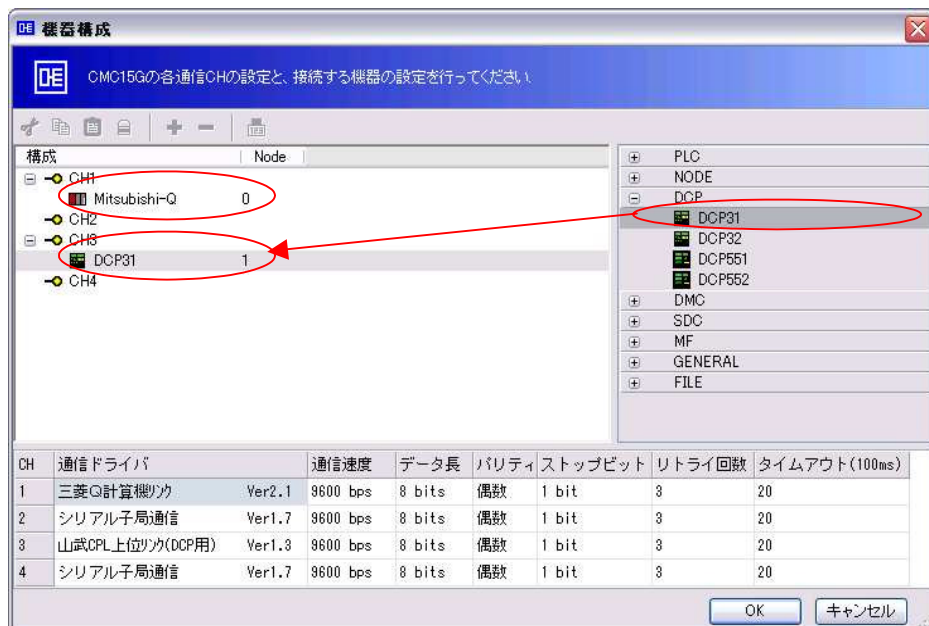 機器構成
CMC15Gの各通信CHの設定と、接続する機器の設定を行ってください
構成 Node
CH1
Mitsubishi-Q 0
CH2
CH3
DCP31 1
CH4
PLC
NODE
DCP
DCP31
DCP32
DCP551
DCP552
DMC
SDC
MF
GENERAL
FILE
CH 通信ドライバ 通信速度 データ長 パリティ ストップビット リトライ回数 タイムアウト(100ms)
1 三菱Q計算機リンク Ver2.1 9600 bps 8 bits 偶数 1 bit 3 20
2 シリアル子局通信 Ver1.7 9600 bps 8 bits 偶数 1 bit 3 20
3 山武CPL上位リンク(DCP用) Ver1.3 9600 bps 8 bits 偶数 1 bit 3 20
4 シリアル子局通信 Ver1.7 9600 bps 8 bits 偶数 1 bit 3 20
OK キャンセル